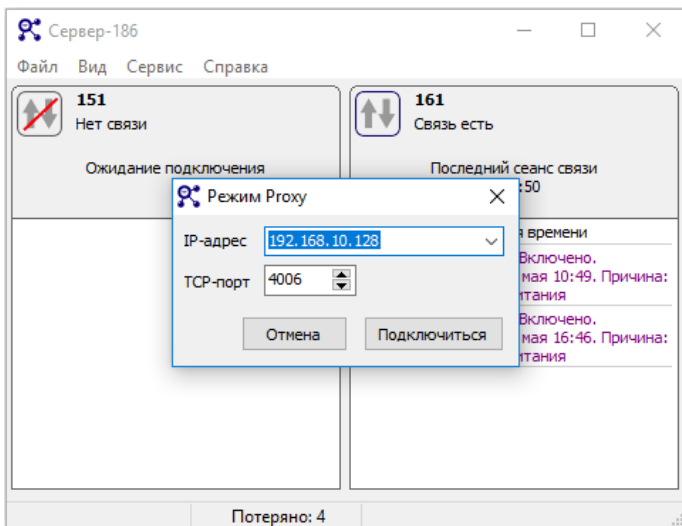 Сервер-186
Файл Вид Сервис Справка
151
Нет связи
Ожидание подключения
161
Связь есть
Последний сеанс связи
:50
Режим Proxy
IP-адрес 192.168.10.128
TCP-порт 4006
Отмена Подключиться
времени
Включено.
мая 10:49. Причина:
итания
Включено.
мая 16:46. Причина:
итания
Потеряно: 4